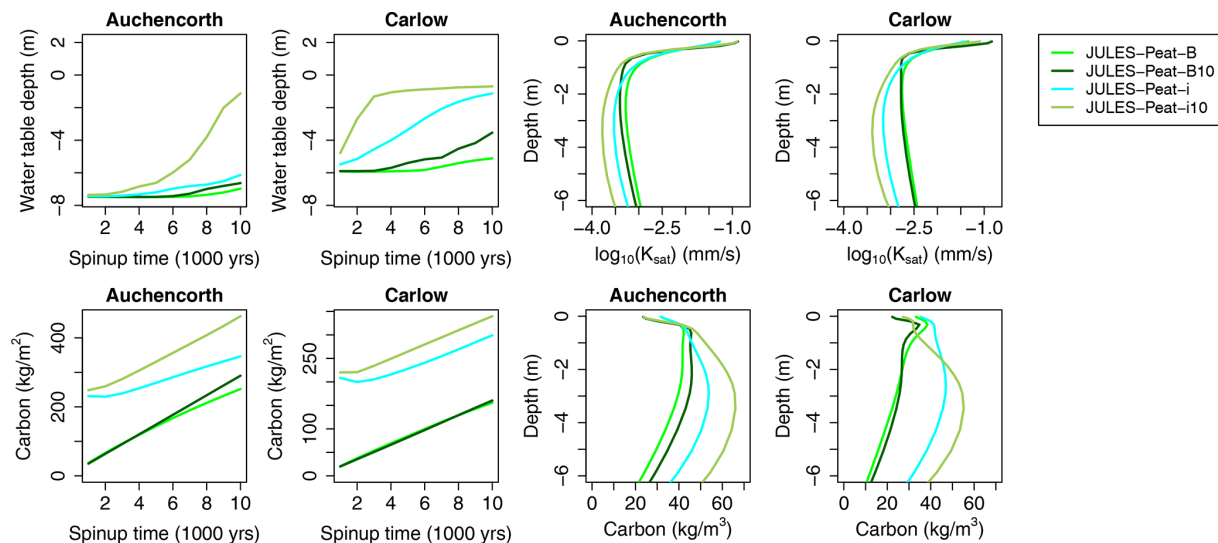 Auchencorth
Water table depth (m)
2
0
−4
−8
2 4 6 8 10
Spinup time (1000 yrs)
Carlow
Water table depth (m)
2
0
−4
−8
2 4 6 8 10
Spinup time (1000 yrs)
Auchencorth
Depth (m)
0
−2
−4
−6
−4.0 −2.5 −1.0
log₁₀(Kₛₐₜ) (mm/s)
Carlow
Depth (m)
0
−2
−4
−6
−4.0 −2.5 −1.0
log₁₀(Kₛₐₜ) (mm/s)
JULES−Peat−B
JULES−Peat−B10
JULES−Peat−i
JULES−Peat−i10
Auchencorth
Carbon (kg/m²)
400
200
0
2 4 6 8 10
Spinup time (1000 yrs)
Carlow
Carbon (kg/m²)
250
100
0
2 4 6 8 10
Spinup time (1000 yrs)
Auchencorth
Depth (m)
0
2
4
6
0 20 40 60
Carbon (kg/m³)
Carlow
Depth (m)
0
2
4
6
0 20 40 60
Carbon (kg/m³)